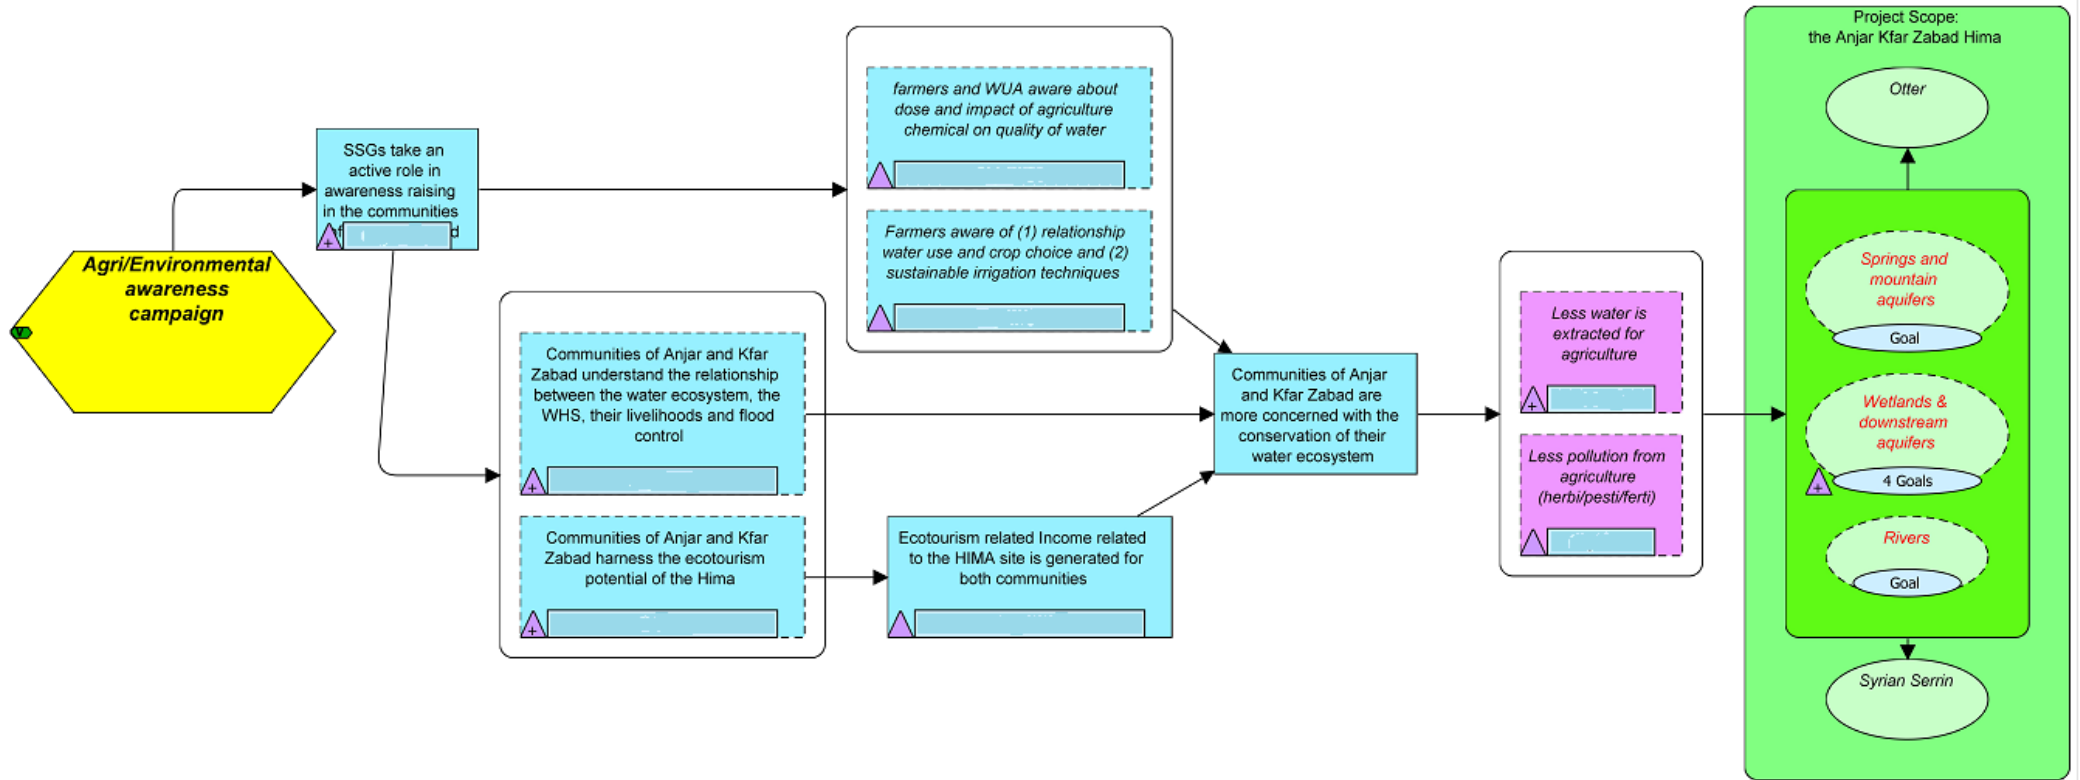 Agri/Environmental
awareness
campaign
V
SSGs take an
active role in
awareness raising
in the communities
+
farmers and WUA aware about
dose and impact of agriculture
chemical on quality of water
Farmers aware of (1) relationship
water use and crop choice and (2)
sustainable irrigation techniques
Communities of Anjar and Kfar
Zabad understand the relationship
between the water ecosystem, the
WHS, their livelihoods and flood
control
+
Communities of Anjar and Kfar
Zabad harness the ecotourism
potential of the Hima
+
Ecotourism related Income related
to the HIMA site is generated for
both communities
Communities of Anjar
and Kfar Zabad are
more concerned with the
conservation of their
water ecosystem
Less water is
extracted for
agriculture
+
Less pollution from
agriculture
(herbi/pesti/ferti)
Project Scope:
the Anjar Kfar Zabad Hima
Otter
Springs and
mountain
aquifers
Goal
Wetlands &
downstream
aquifers
+
4 Goals
Rivers
Goal
Syrian Serrin